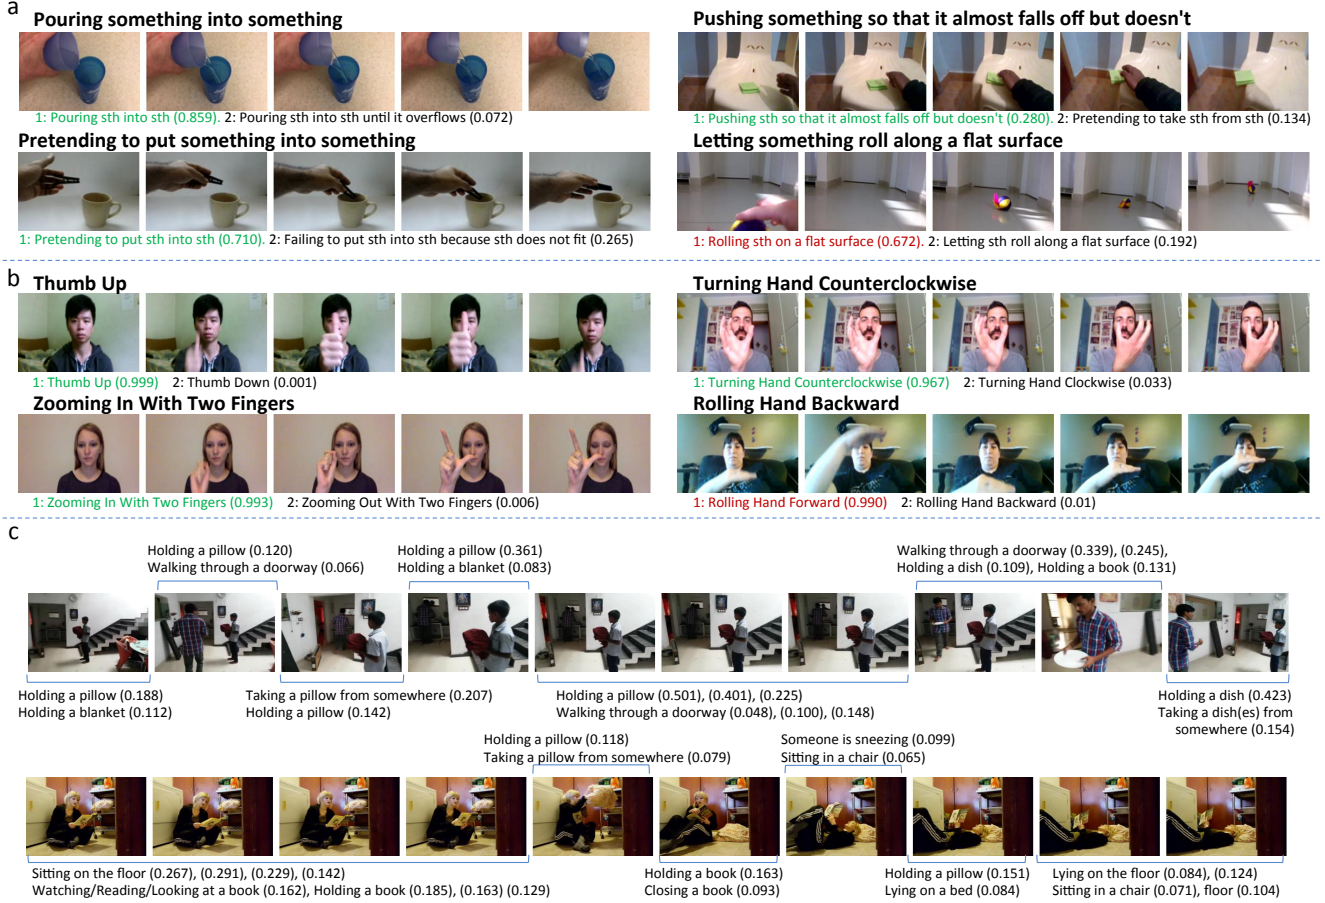 a
Pouring something into something
1: Pouring sth into sth (0.859). 2: Pouring sth into sth until it overflows (0.072)
Pushing something so that it almost falls off but doesn't
1: Pushing sth so that it almost falls off but doesn't (0.280). 2: Pretending to take sth from sth (0.134)
Pretending to put something into something
1: Pretending to put sth into sth (0.710). 2: Failing to put sth into sth because sth does not fit (0.265)
Letting something roll along a flat surface
1: Rolling sth on a flat surface (0.672). 2: Letting sth roll along a flat surface (0.192)
b
Thumb Up
1: Thumb Up (0.999) 2: Thumb Down (0.001)
Turning Hand Counterclockwise
1: Turning Hand Counterclockwise (0.967) 2: Turning Hand Clockwise (0.033)
Zooming In With Two Fingers
1: Zooming In With Two Fingers (0.993) 2: Zooming Out With Two Fingers (0.006)
Rolling Hand Backward
1: Rolling Hand Forward (0.990) 2: Rolling Hand Backward (0.01)
c
Holding a pillow (0.120)
Walking through a doorway (0.066)
Holding a pillow (0.361)
Holding a blanket (0.083)
Walking through a doorway (0.339), (0.245),
Holding a dish (0.109), Holding a book (0.131)
Holding a pillow (0.188)
Holding a blanket (0.112)
Taking a pillow from somewhere (0.207)
Holding a pillow (0.142)
Holding a pillow (0.501), (0.401), (0.225)
Walking through a doorway (0.048), (0.100), (0.148)
Holding a dish (0.423)
Taking a dish(es) from
somewhere (0.154)
Holding a pillow (0.118)
Taking a pillow from somewhere (0.079)
Someone is sneezing (0.099)
Sitting in a chair (0.065)
Sitting on the floor (0.267), (0.291), (0.229), (0.142)
Watching/Reading/Looking at a book (0.162), Holding a book (0.185), (0.163) (0.129)
Holding a book (0.163)
Closing a book (0.093)
Holding a pillow (0.151)
Lying on a bed (0.084)
Lying on the floor (0.084), (0.124)
Sitting in a chair (0.071), floor (0.104)